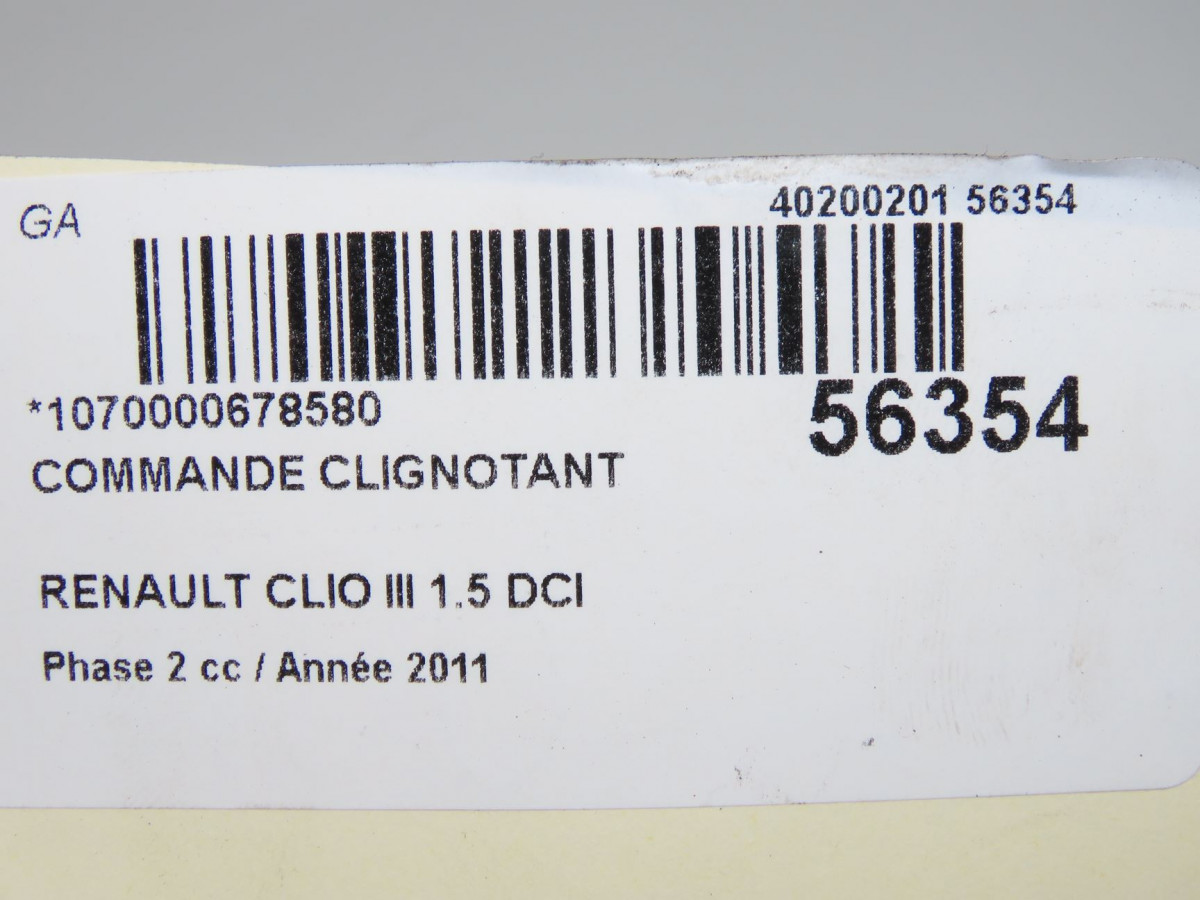 GA
40200201 56354
*1070000678580
56354
COMMANDE CLIGNOTANT
RENAULT CLIO III 1.5 DCI
Phase 2 cc / Année 2011